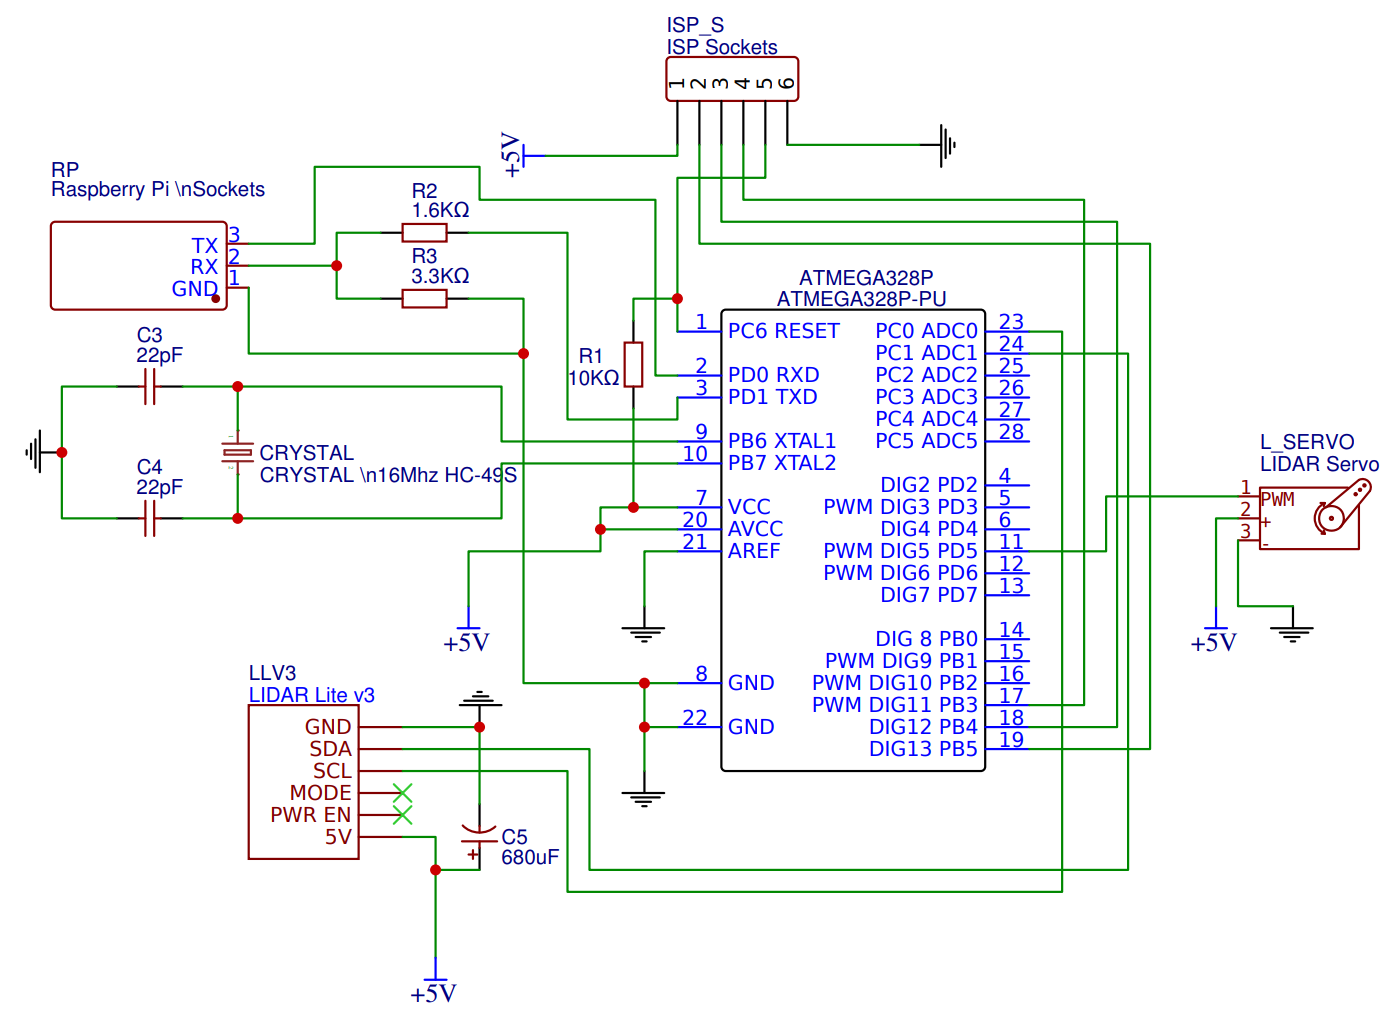 ISP_S
ISP Sockets
1 2 3 4 5 6
+5V
RP
Raspberry Pi \nSockets
TX 3
RX 2
GND 1
R2
1.6KΩ
R3
3.3KΩ
C3
22pF
CRYSTAL
CRYSTAL \n16Mhz HC-49S
1
2
C4
22pF
R1
10KΩ
ATMEGA328P
ATMEGA328P-PU
1 PC6 RESET PC0 ADC0 23
PC1 ADC1 24
2 PD0 RXD PC2 ADC2 25
3 PD1 TXD PC3 ADC3 26
PC4 ADC4 27
9 PB6 XTAL1 PC5 ADC5 28
10 PB7 XTAL2
DIG2 PD2 4
7 VCC PWM DIG3 PD3 5
20 AVCC DIG4 PD4 6
21 AREF PWM DIG5 PD5 11
PWM DIG6 PD6 12
DIG7 PD7 13
DIG 8 PB0 14
PWM DIG9 PB1 15
8 GND PWM DIG10 PB2 16
PWM DIG11 PB3 17
22 GND DIG12 PB4 18
DIG13 PB5 19
+5V
L_SERVO
LIDAR Servo
1 PWM
2 +
3 -
+5V
LLV3
LIDAR Lite v3
GND
SDA
SCL
MODE
PWR EN
5V
C5
680uF
+
+5V